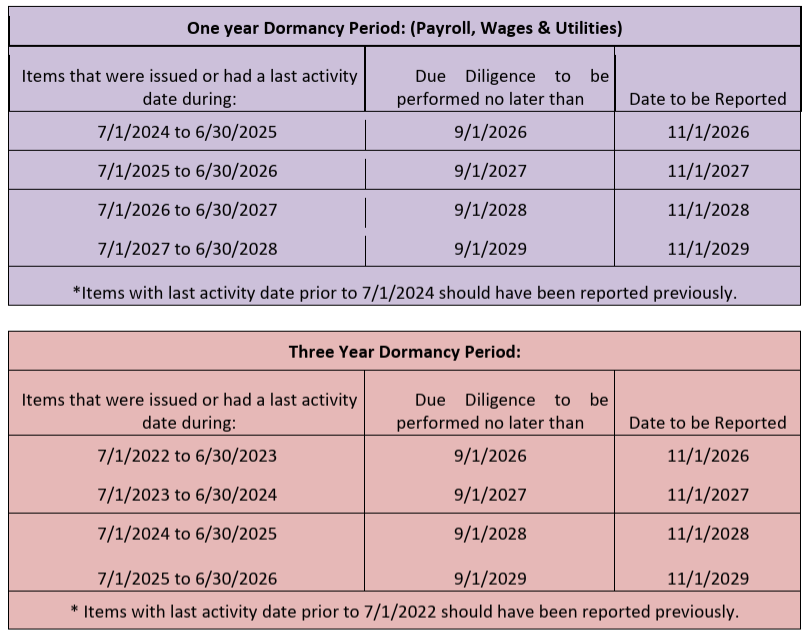 One year Dormancy Period: (Payroll, Wages & Utilities)
Items that were issued or had a last activity date during:
Due Diligence to be performed no later than
Date to be Reported
7/1/2024 to 6/30/2025 9/1/2026 11/1/2026
7/1/2025 to 6/30/2026 9/1/2027 11/1/2027
7/1/2026 to 6/30/2027 9/1/2028 11/1/2028
7/1/2027 to 6/30/2028 9/1/2029 11/1/2029
*Items with last activity date prior to 7/1/2024 should have been reported previously.
Three Year Dormancy Period:
Items that were issued or had a last activity date during:
Due Diligence to be performed no later than
Date to be Reported
7/1/2022 to 6/30/2023 9/1/2026 11/1/2026
7/1/2023 to 6/30/2024 9/1/2027 11/1/2027
7/1/2024 to 6/30/2025 9/1/2028 11/1/2028
7/1/2025 to 6/30/2026 9/1/2029 11/1/2029
* Items with last activity date prior to 7/1/2022 should have been reported previously.